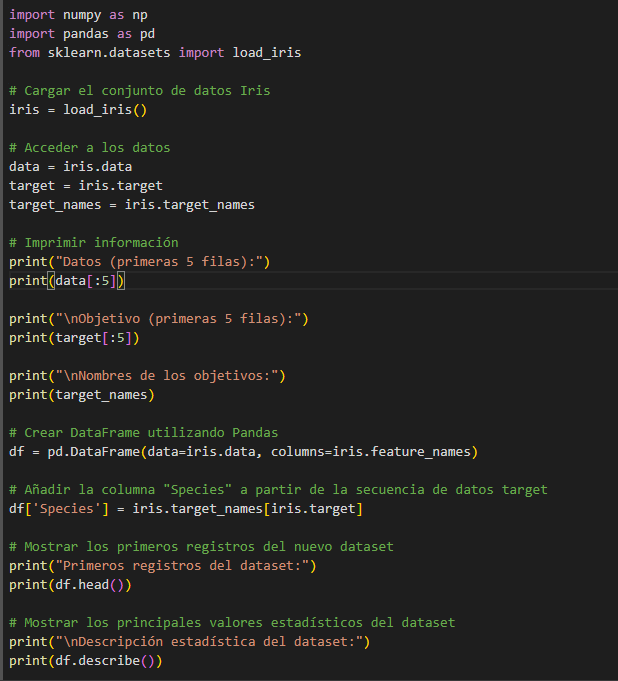 import numpy as np
import pandas as pd
from sklearn.datasets import load_iris

# Cargar el conjunto de datos Iris
iris = load_iris()

# Acceder a los datos
data = iris.data
target = iris.target
target_names = iris.target_names

# Imprimir información
print("Datos (primeras 5 filas):")
print(data[:5])

print("\nObjetivo (primeras 5 filas):")
print(target[:5])

print("\nNombres de los objetivos:")
print(target_names)

# Crear DataFrame utilizando Pandas
df = pd.DataFrame(data=iris.data, columns=iris.feature_names)

# Añadir la columna "Species" a partir de la secuencia de datos target
df['Species'] = iris.target_names[iris.target]

# Mostrar los primeros registros del nuevo dataset
print("Primeros registros del dataset:")
print(df.head())

# Mostrar los principales valores estadísticos del dataset
print("\nDescripción estadística del dataset:")
print(df.describe())